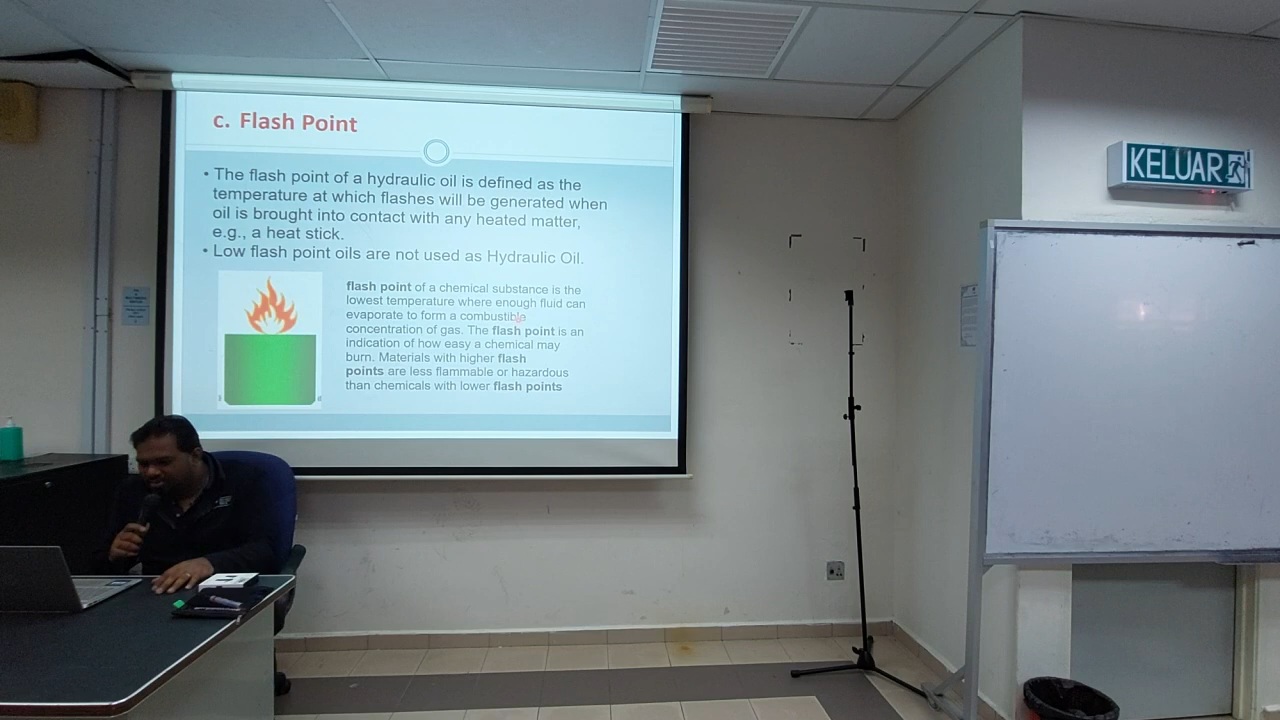 c. Flash Point
• The flash point of a hydraulic oil is defined as the
temperature at which flashes will be generated when
oil is brought into contact with any heated matter,
e.g., a heat stick.
• Low flash point oils are not used as Hydraulic Oil.
flash point of a chemical substance is the
lowest temperature where enough fluid can
evaporate to form a combustible
concentration of gas. The flash point is an
indication of how easy a chemical may
burn. Materials with higher flash
points are less flammable or hazardous
than chemicals with lower flash points
KELUAR